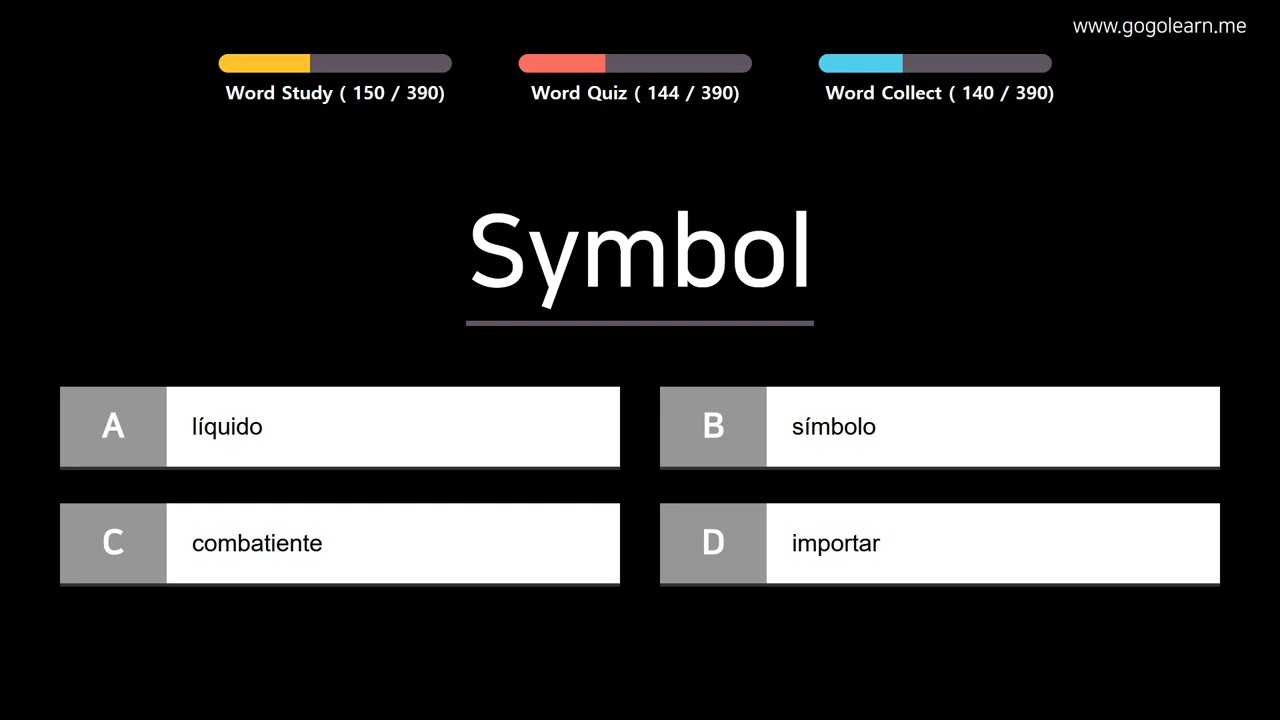 www.gogolearn.me
Word Study ( 150 / 390)
Word Quiz ( 144 / 390)
Word Collect ( 140 / 390)
Symbol
A líquido
B símbolo
C combatiente
D importar